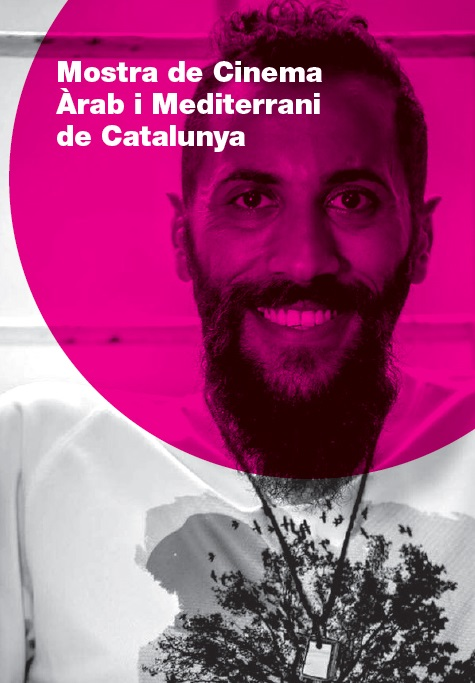 Mostra de Cinema
Àrab i Mediterrani
de Catalunya